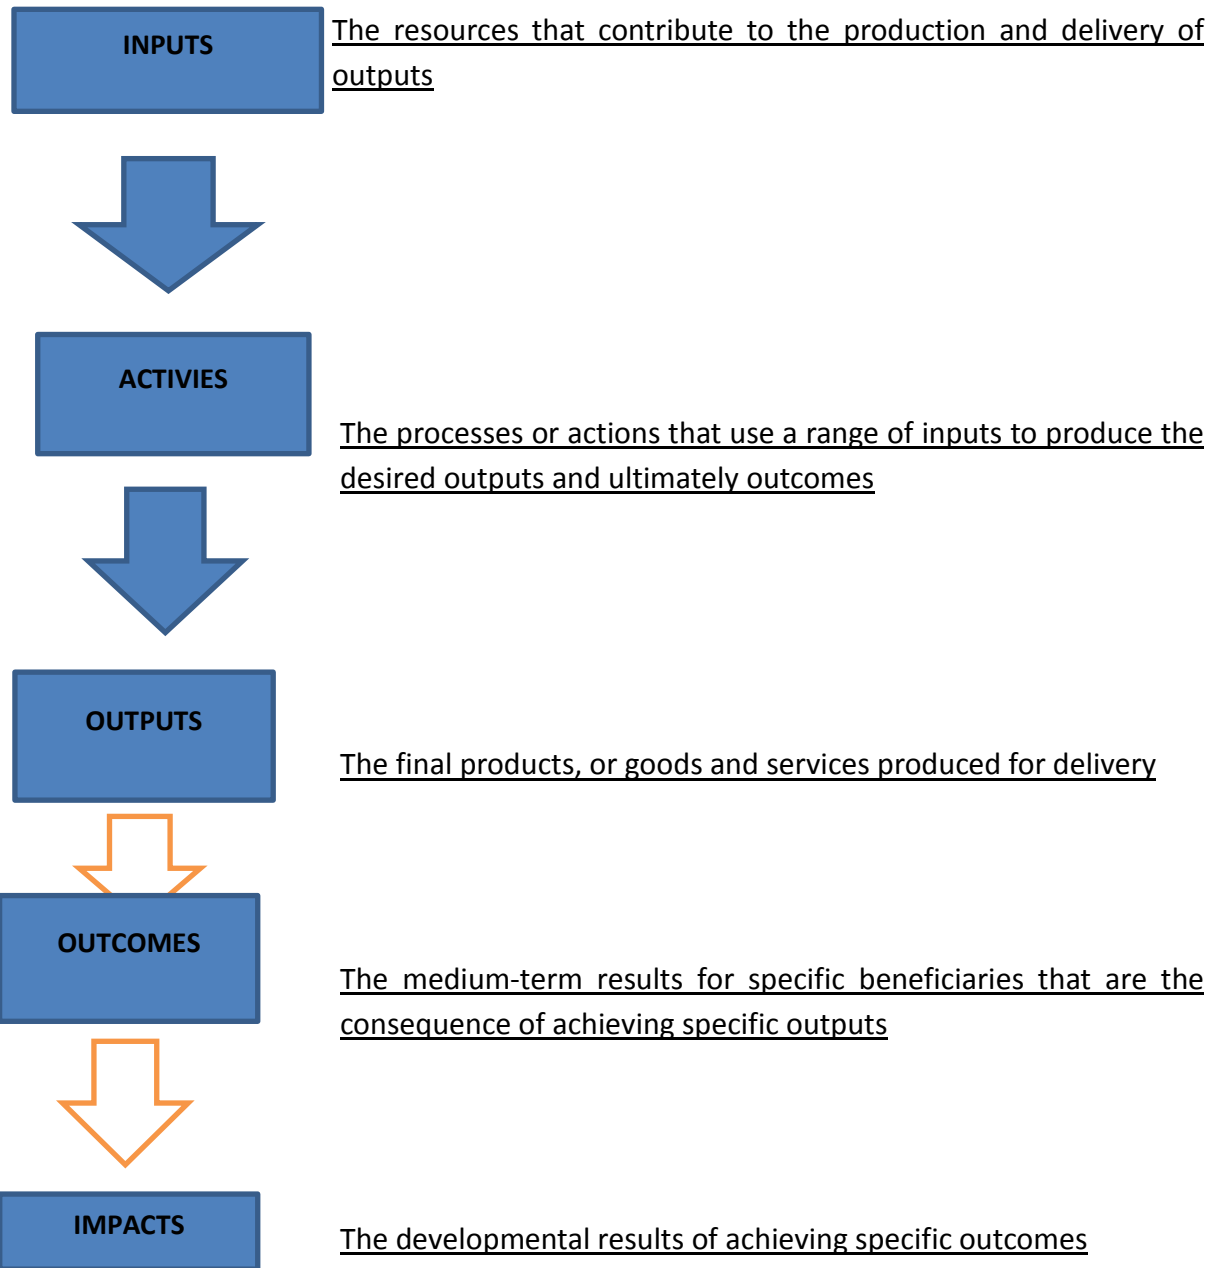 INPUTS
The resources that contribute to the production and delivery of
outputs
ACTIVIES
The processes or actions that use a range of inputs to produce the
desired outputs and ultimately outcomes
OUTPUTS
The final products, or goods and services produced for delivery
OUTCOMES
The medium-term results for specific beneficiaries that are the
consequence of achieving specific outputs
IMPACTS
The developmental results of achieving specific outcomes